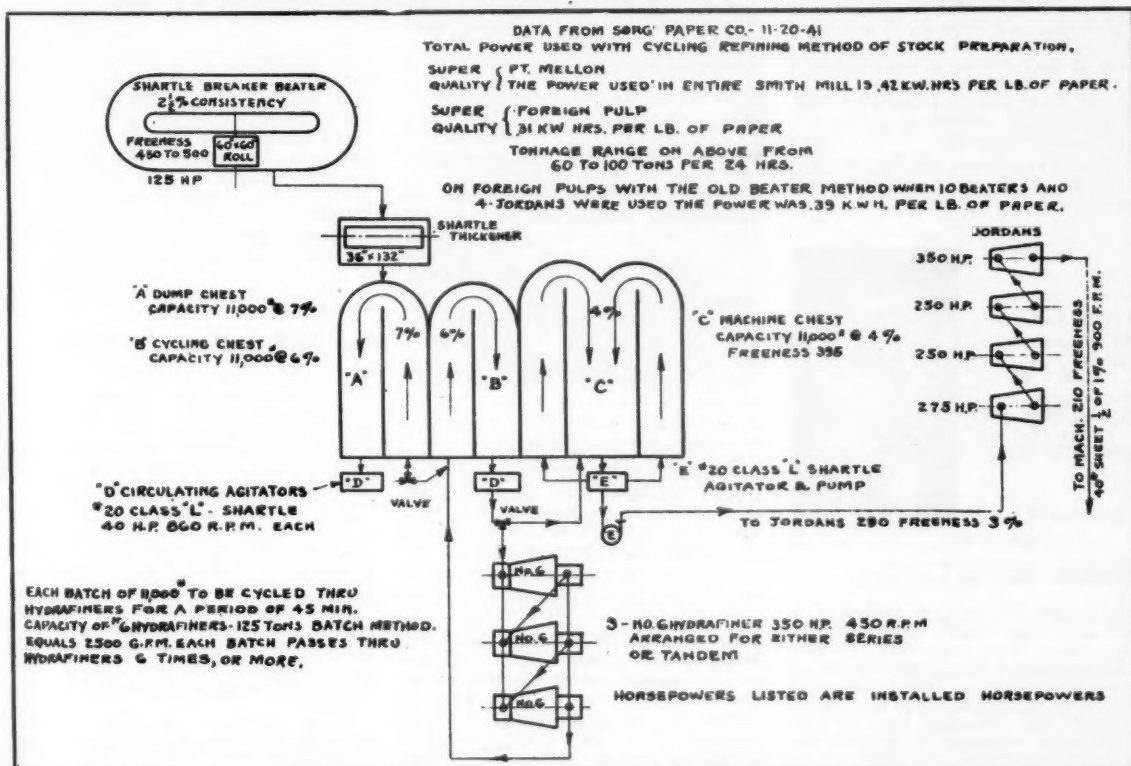 DATA FROM SORG' PAPER CO.- 11-20-41
TOTAL POWER USED WITH CYCLING REFINING METHOD OF STOCK PREPARATION.
SUPER QUALITY { PT. MELLON
THE POWER USED IN ENTIRE SMITH MILL IS .42 KW. HRS PER LB. OF PAPER.
SUPER QUALITY { FOREIGN PULP
.31 KW HRS. PER LB. OF PAPER
TONNAGE RANGE ON ABOVE FROM
60 TO 100 TONS PER 24 HRS.
ON FOREIGN PULPS WITH THE OLD BEATER METHOD WHEN 10 BEATERS AND
4-JORDANS WERE USED THE POWER WAS .39 K.W.H. PER LB. OF PAPER.
SHARTLE BREAKER BEATER
2½% CONSISTENCY
FREENESS
450 TO 500
60"x60"
ROLL
125 HP
SHARTLE
THICKENER
36"x132"
"A" DUMP CHEST
CAPACITY 11,000# @ 7%
"B" CYCLING CHEST
CAPACITY 11,000# @ 6%
7%
6%
4%
"A"
"B"
"C"
"C" MACHINE CHEST
CAPACITY 11,000# @ 4%
FREENESS 395
JORDANS
350 H.P.
250 H.P.
250 H.P.
275 H.P.
TO MACH. 210 FREENESS
40# SHEET ½ OF 1% 900 F.P.M.
"D"
VALVE
"D"
VALVE
"E"
"E" #20 CLASS "L" SHARTLE
AGITATOR & PUMP
E
TO JORDANS 290 FREENESS 3%
"D" CIRCULATING AGITATORS
#20 CLASS "L" - SHARTLE
40 H.P. 860 R.P.M. EACH
EACH BATCH OF 11,000# TO BE CYCLED THRU
HYDRAFINERS FOR A PERIOD OF 45 MIN.
CAPACITY OF #6 HYDRAFINERS-125 TONS BATCH METHOD.
EQUALS 2500 G.P.M. EACH BATCH PASSES THRU
HYDRAFINERS 6 TIMES, OR MORE.
No. 6
No. 6
No. 6
3 - NO. 6 HYDRAFINER 350 HP. 450 R.P.M
ARRANGED FOR EITHER SERIES
OR TANDEM
HORSEPOWERS LISTED ARE INSTALLED HORSEPOWERS